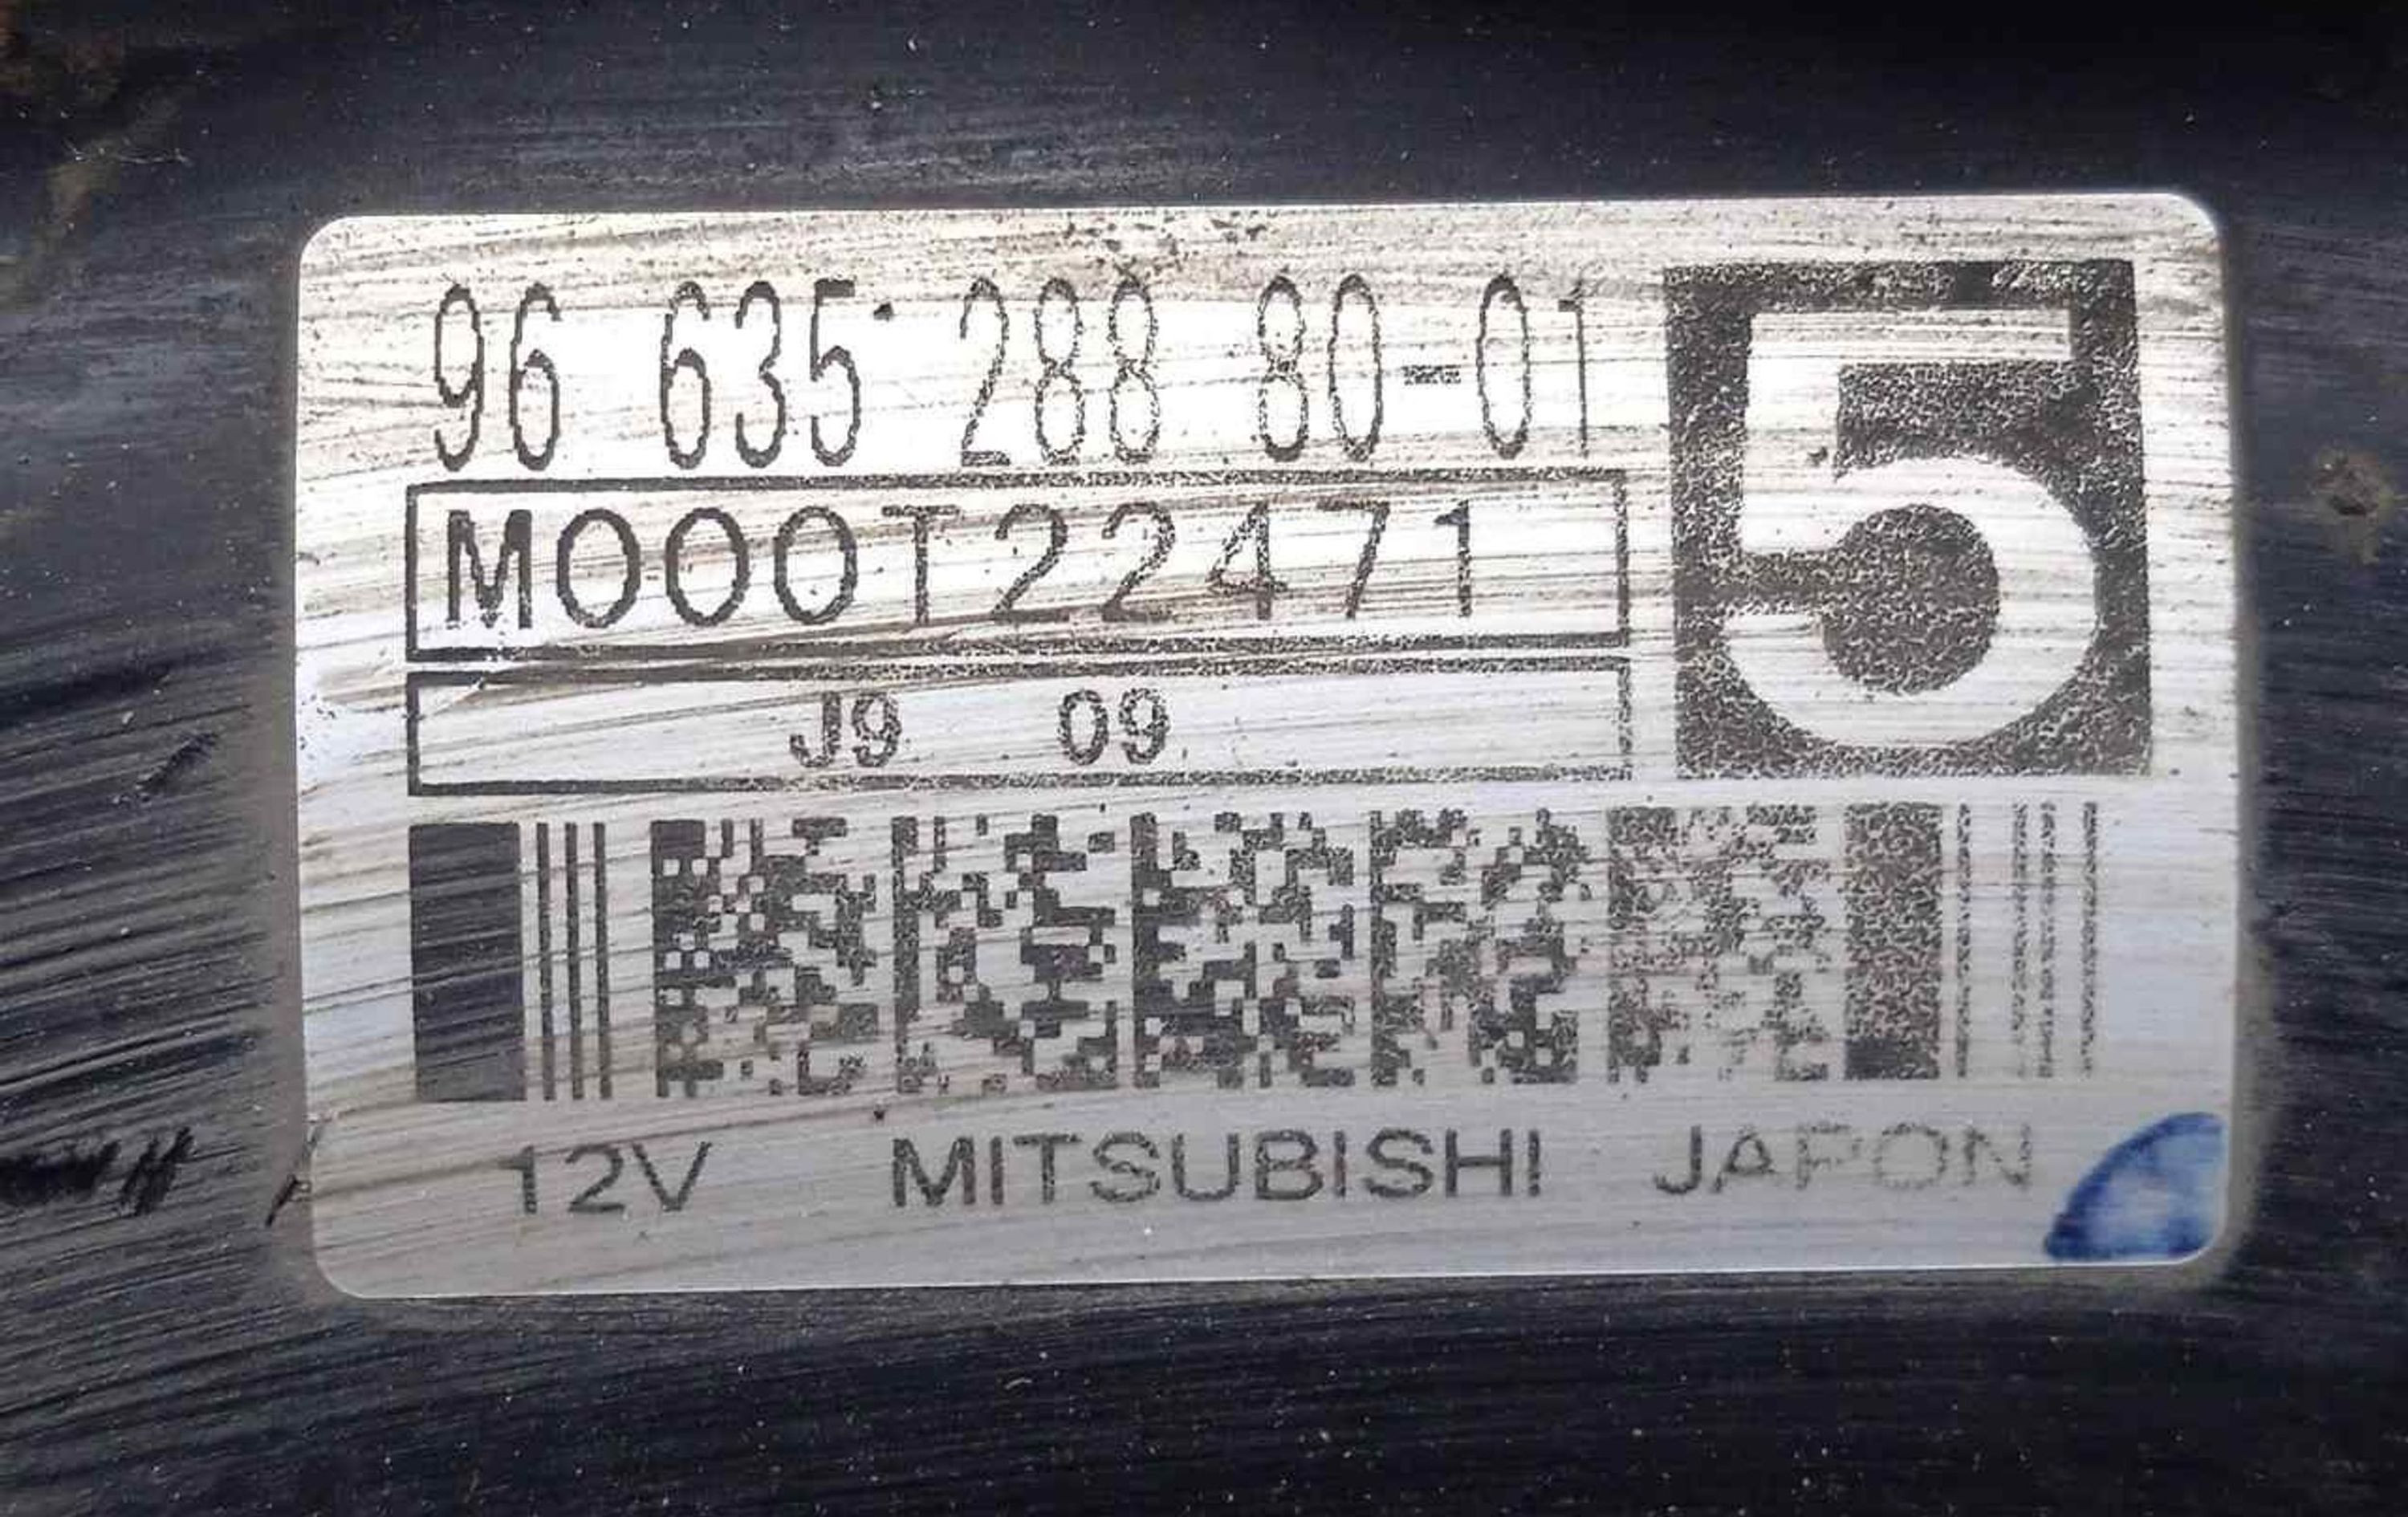 96 635 288 80-01
5
M000T22471
J9 09
12V MITSUBISHI JAPON